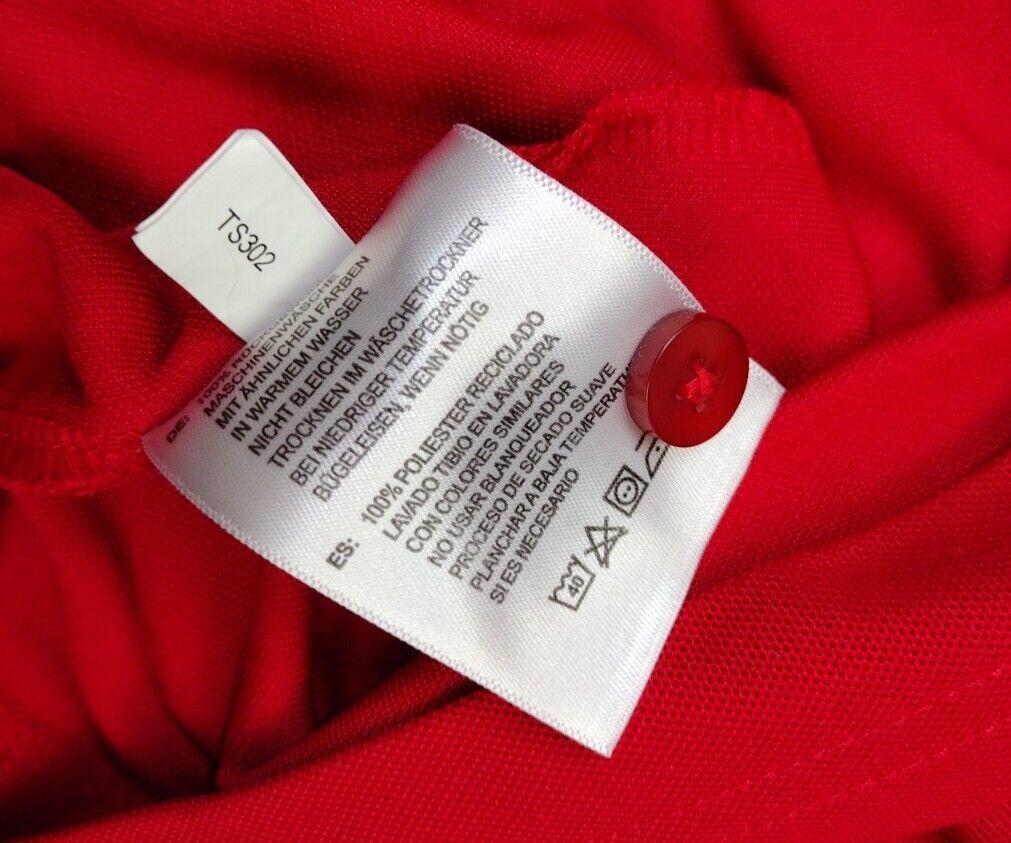 TS302
DE:
MASCHINENWÄSCHE
MIT ÄHNLICHEN FARBEN
IN WARMEM WASSER
NICHT BLEICHEN
TROCKNEN IM WÄSCHETROCKNER
BEI NIEDRIGER TEMPERATUR
BÜGELEISEN, WENN NÖTIG
ES: 100% POLIESTER RECICLADO
LAVADO TIBIO EN LAVADORA
CON COLORES SIMILARES
NO USAR BLANQUEADOR
PROCESO DE SECADO SUAVE
PLANCHAR A BAJA
SI ES NECESARIO
40